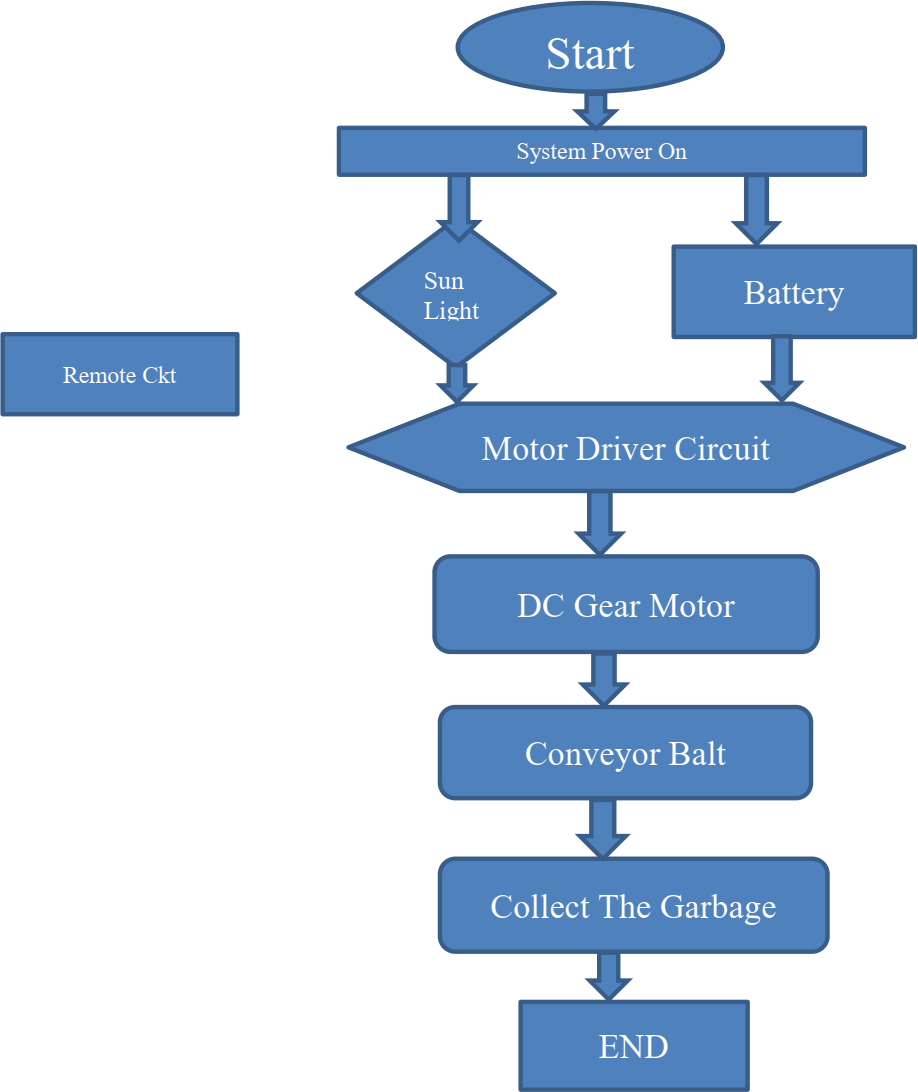 Start
System Power On
Sun
Light
Battery
Remote Ckt
Motor Driver Circuit
DC Gear Motor
Conveyor Balt
Collect The Garbage
END